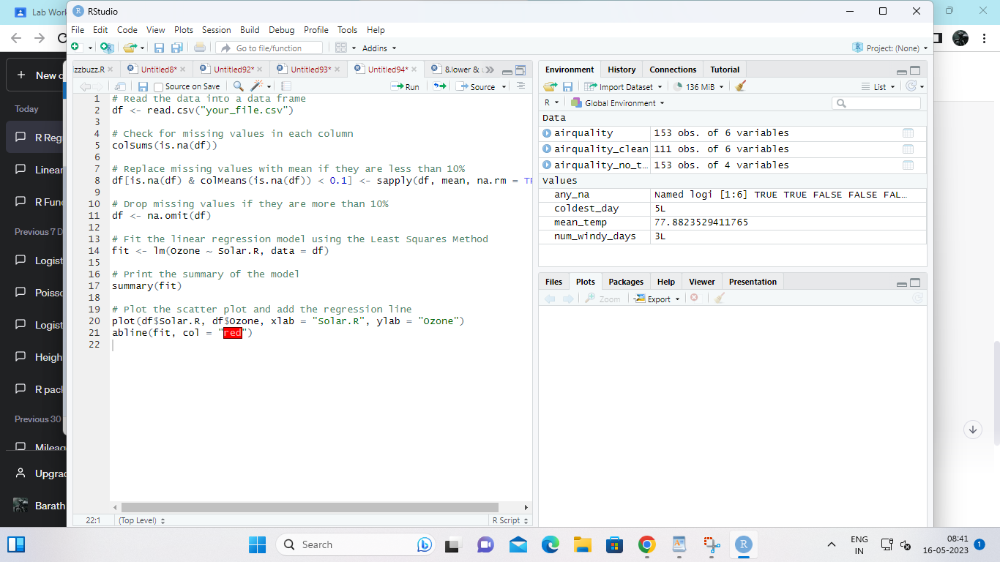 Lab Work
RStudio
File Edit Code View Plots Session Build Debug Profile Tools Help
Go to file/function Addins Project: (None)
zzbuzz.R Untitled8* Untitled92* Untitled93* Untitled94* 8.lower &
Source on Save Run Source
1 # Read the data into a data frame
2 df <- read.csv("your_file.csv")
3
4 # Check for missing values in each column
5 colSums(is.na(df))
6
7 # Replace missing values with mean if they are less than 10%
8 df[is.na(df) & colMeans(is.na(df)) < 0.1] <- sapply(df, mean, na.rm = TR
9
10 # Drop missing values if they are more than 10%
11 df <- na.omit(df)
12
13 # Fit the linear regression model using the Least Squares Method
14 fit <- lm(Ozone ~ Solar.R, data = df)
15
16 # Print the summary of the model
17 summary(fit)
18
19 # Plot the scatter plot and add the regression line
20 plot(df$Solar.R, df$Ozone, xlab = "Solar.R", ylab = "Ozone")
21 abline(fit, col = "red")
22
22:1 (Top Level) R Script
Environment History Connections Tutorial
Import Dataset 136 MiB List
R Global Environment
Data
airquality 153 obs. of 6 variables
airquality_clean 111 obs. of 6 variables
airquality_no_t… 153 obs. of 4 variables
Values
any_na Named logi [1:6] TRUE TRUE FALSE FALSE FAL…
coldest_day 5L
mean_temp 77.8823529411765
num_windy_days 3L
Files Plots Packages Help Viewer Presentation
Zoom Export
+ New c
Today
R Reg
Linear
R Func
Previous 7 D
Logist
Poisso
Logist
Heigh
R pac
Previous 30
Mileag
Upgrad
Barath
Search
ENG
IN
08:41
16-05-2023
1